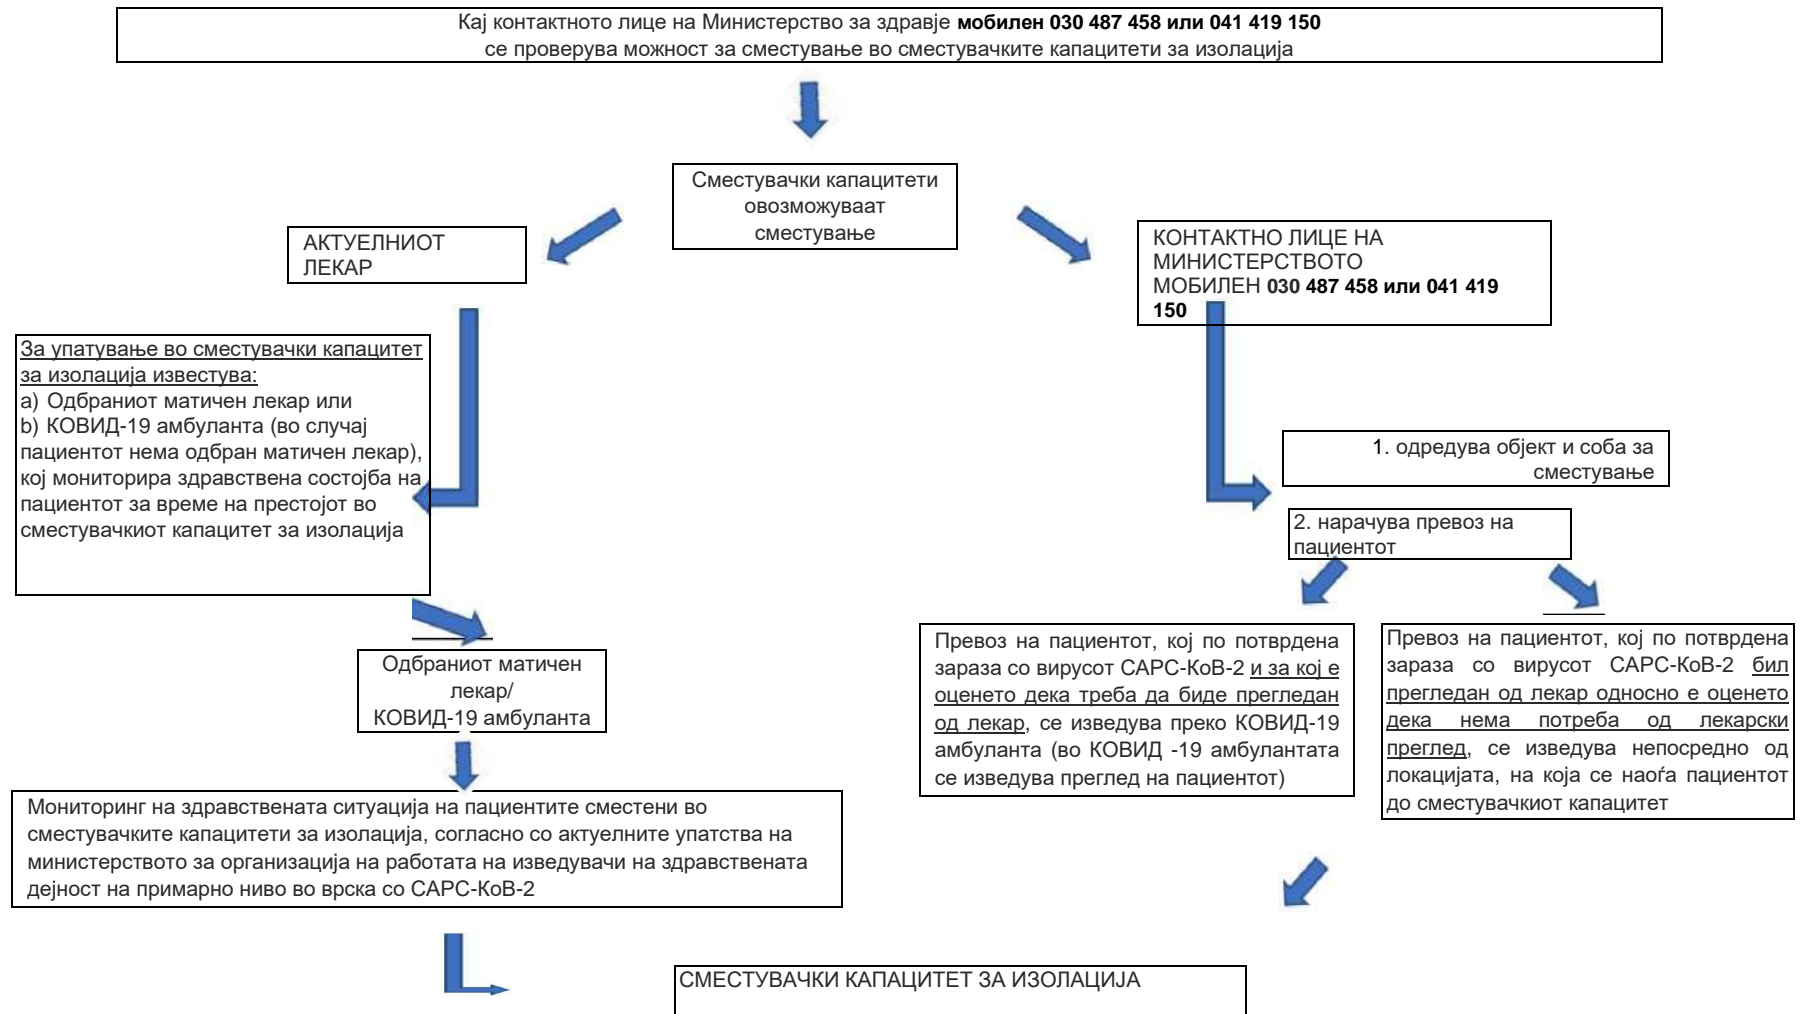 Кај контактното лице на Министерство за здравје мобилен 030 487 458 или 041 419 150
се проверува можност за сместување во сместувачките капацитети за изолација
Сместувачки капацитети
овозможуваат
сместување
АКТУЕЛНИОТ
ЛЕКАР
КОНТАКТНО ЛИЦЕ НА
МИНИСТЕРСТВОТО
МОБИЛЕН 030 487 458 или 041 419
150
За упатување во сместувачки капацитет
за изолација известува:
a) Одбраниот матичен лекар или
b) КОВИД-19 амбуланта (во случај
пациентот нема одбран матичен лекар),
кој мониторира здравствена состојба на
пациентот за време на престојот во
сместувачкиот капацитет за изолација
1. одредува објект и соба за
сместување
2. нарачува превоз на
пациентот
Одбраниот матичен
лекар/
КОВИД-19 амбуланта
Превоз на пациентот, кој по потврдена
зараза со вирусот САРС-КоВ-2 и за кој е
оценето дека треба да биде прегледан
од лекар, се изведува преко КОВИД-19
амбуланта (во КОВИД -19 амбулантата
се изведува преглед на пациентот)
Превоз на пациентот, кој по потврдена
зараза со вирусот САРС-КоВ-2 бил
прегледан од лекар односно е оценето
дека нема потреба од лекарски
преглед, се изведува непосредно од
локацијата, на која се наоѓа пациентот
до сместувачкиот капацитет
Мониторинг на здравствената ситуација на пациентите сместени во
сместувачките капацитети за изолација, согласно со актуелните упатства на
министерството за организација на работата на изведувачи на здравствената
дејност на примарно ниво во врска со САРС-КоВ-2
СМЕСТУВАЧКИ КАПАЦИТЕТ ЗА ИЗОЛАЦИЈА